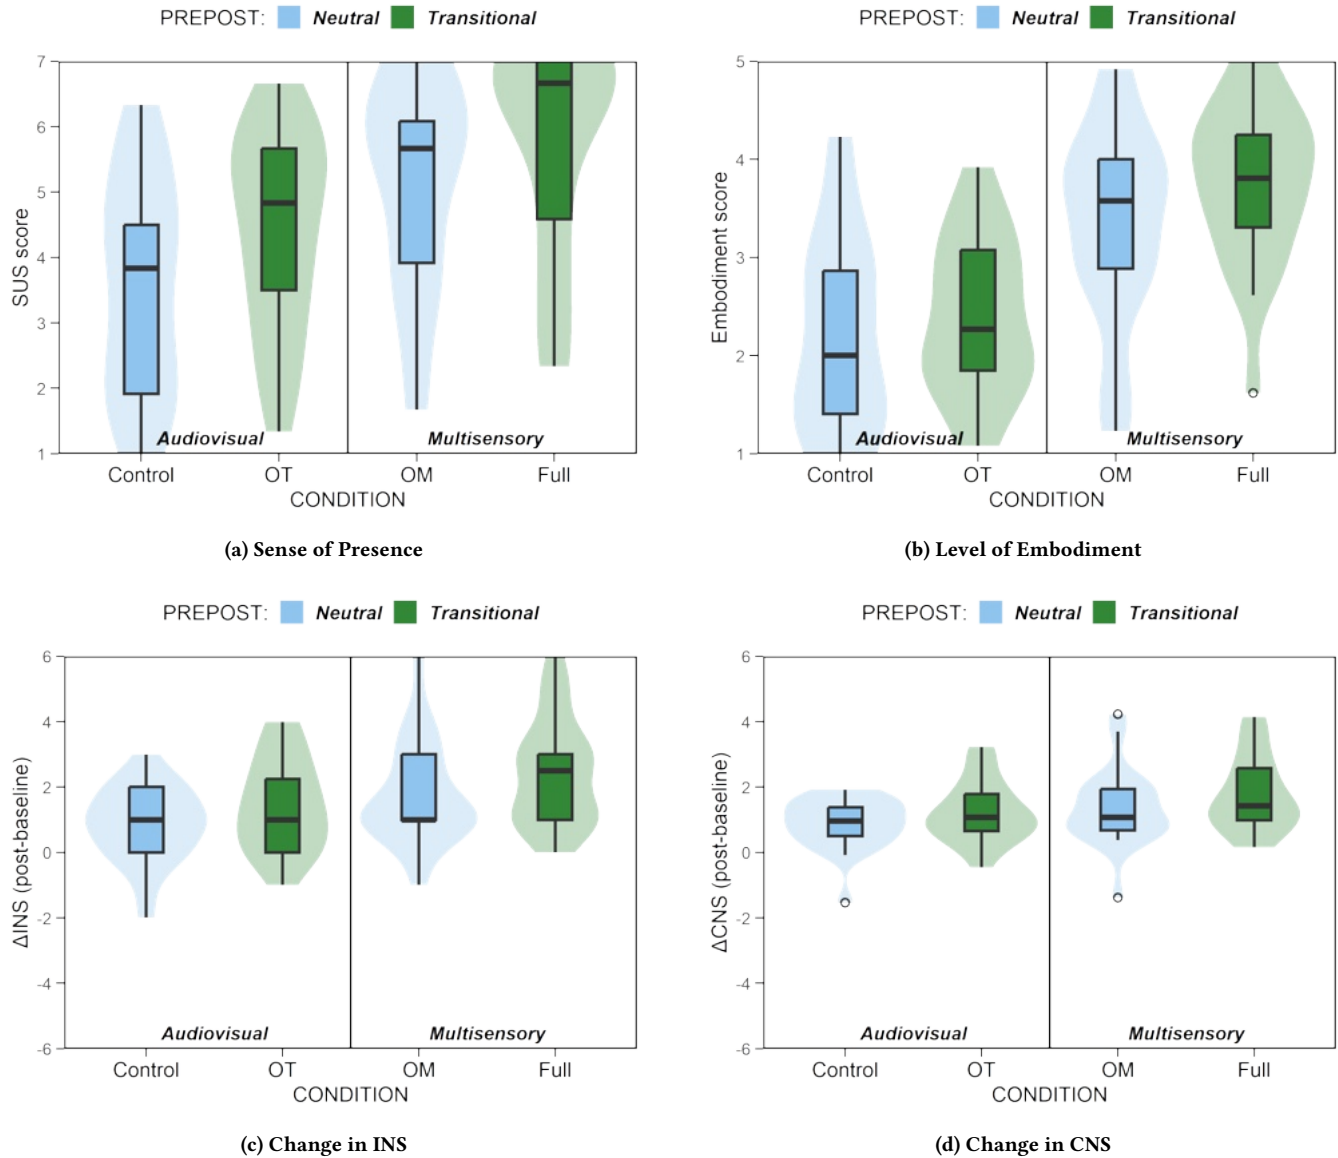 PREPOST: Neutral Transitional
7
6
5
4
3
2
1
SUS score
Audiovisual
Multisensory
Control OT OM Full
CONDITION
(a) Sense of Presence
PREPOST: Neutral Transitional
5
4
3
2
1
Embodiment score
Audiovisual
Multisensory
Control OT OM Full
CONDITION
(b) Level of Embodiment
PREPOST: Neutral Transitional
6
4
2
0
-2
-4
-6
ΔINS (post-baseline)
Audiovisual
Multisensory
Control OT OM Full
CONDITION
(c) Change in INS
PREPOST: Neutral Transitional
6
4
2
0
-2
-4
-6
ΔCNS (post-baseline)
Audiovisual
Multisensory
Control OT OM Full
CONDITION
(d) Change in CNS